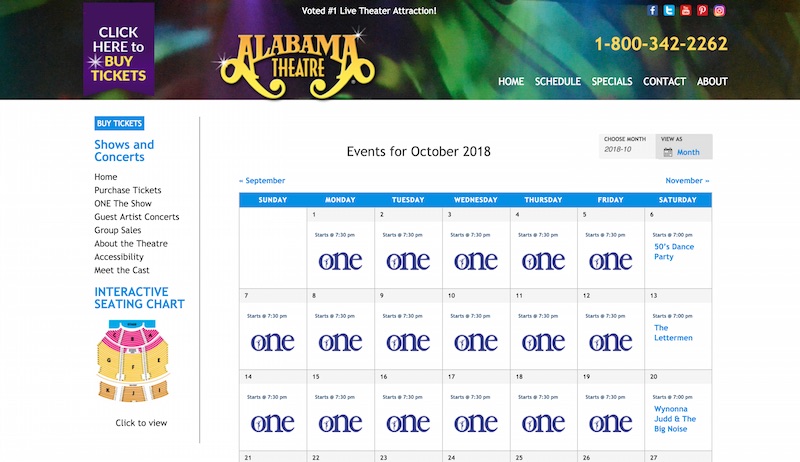 Voted #1 Live Theater Attraction!
CLICK
HERE to
BUY
TICKETS
ALABAMA
THEATRE
1-800-342-2262
HOME SCHEDULE SPECIALS CONTACT ABOUT
BUY TICKETS
Shows and
Concerts
Home
Purchase Tickets
ONE The Show
Guest Artist Concerts
Group Sales
About the Theatre
Accessibility
Meet the Cast
INTERACTIVE
SEATING CHART
Click to view
Events for October 2018
CHOOSE MONTH
2018-10
VIEW AS
Month
« September
November »
SUNDAY MONDAY TUESDAY WEDNESDAY THURSDAY FRIDAY SATURDAY
1 2 3 4 5 6
Starts @ 7:30 pm Starts @ 7:30 pm Starts @ 7:30 pm Starts @ 7:30 pm Starts @ 7:30 pm Starts @ 7:00 pm
one one one one one 50's Dance
Party
7 8 9 10 11 12 13
Starts @ 7:30 pm Starts @ 7:30 pm Starts @ 7:30 pm Starts @ 7:30 pm Starts @ 7:30 pm Starts @ 7:30 pm Starts @ 7:00 pm
one one one one one one The
Lettermen
14 15 16 17 18 19 20
Starts @ 7:30 pm Starts @ 7:30 pm Starts @ 7:30 pm Starts @ 7:30 pm Starts @ 7:30 pm Starts @ 7:30 pm Starts @ 7:00 pm
one one one one one one Wynonna
Judd & The
Big Noise
21 22 23 24 25 26 27